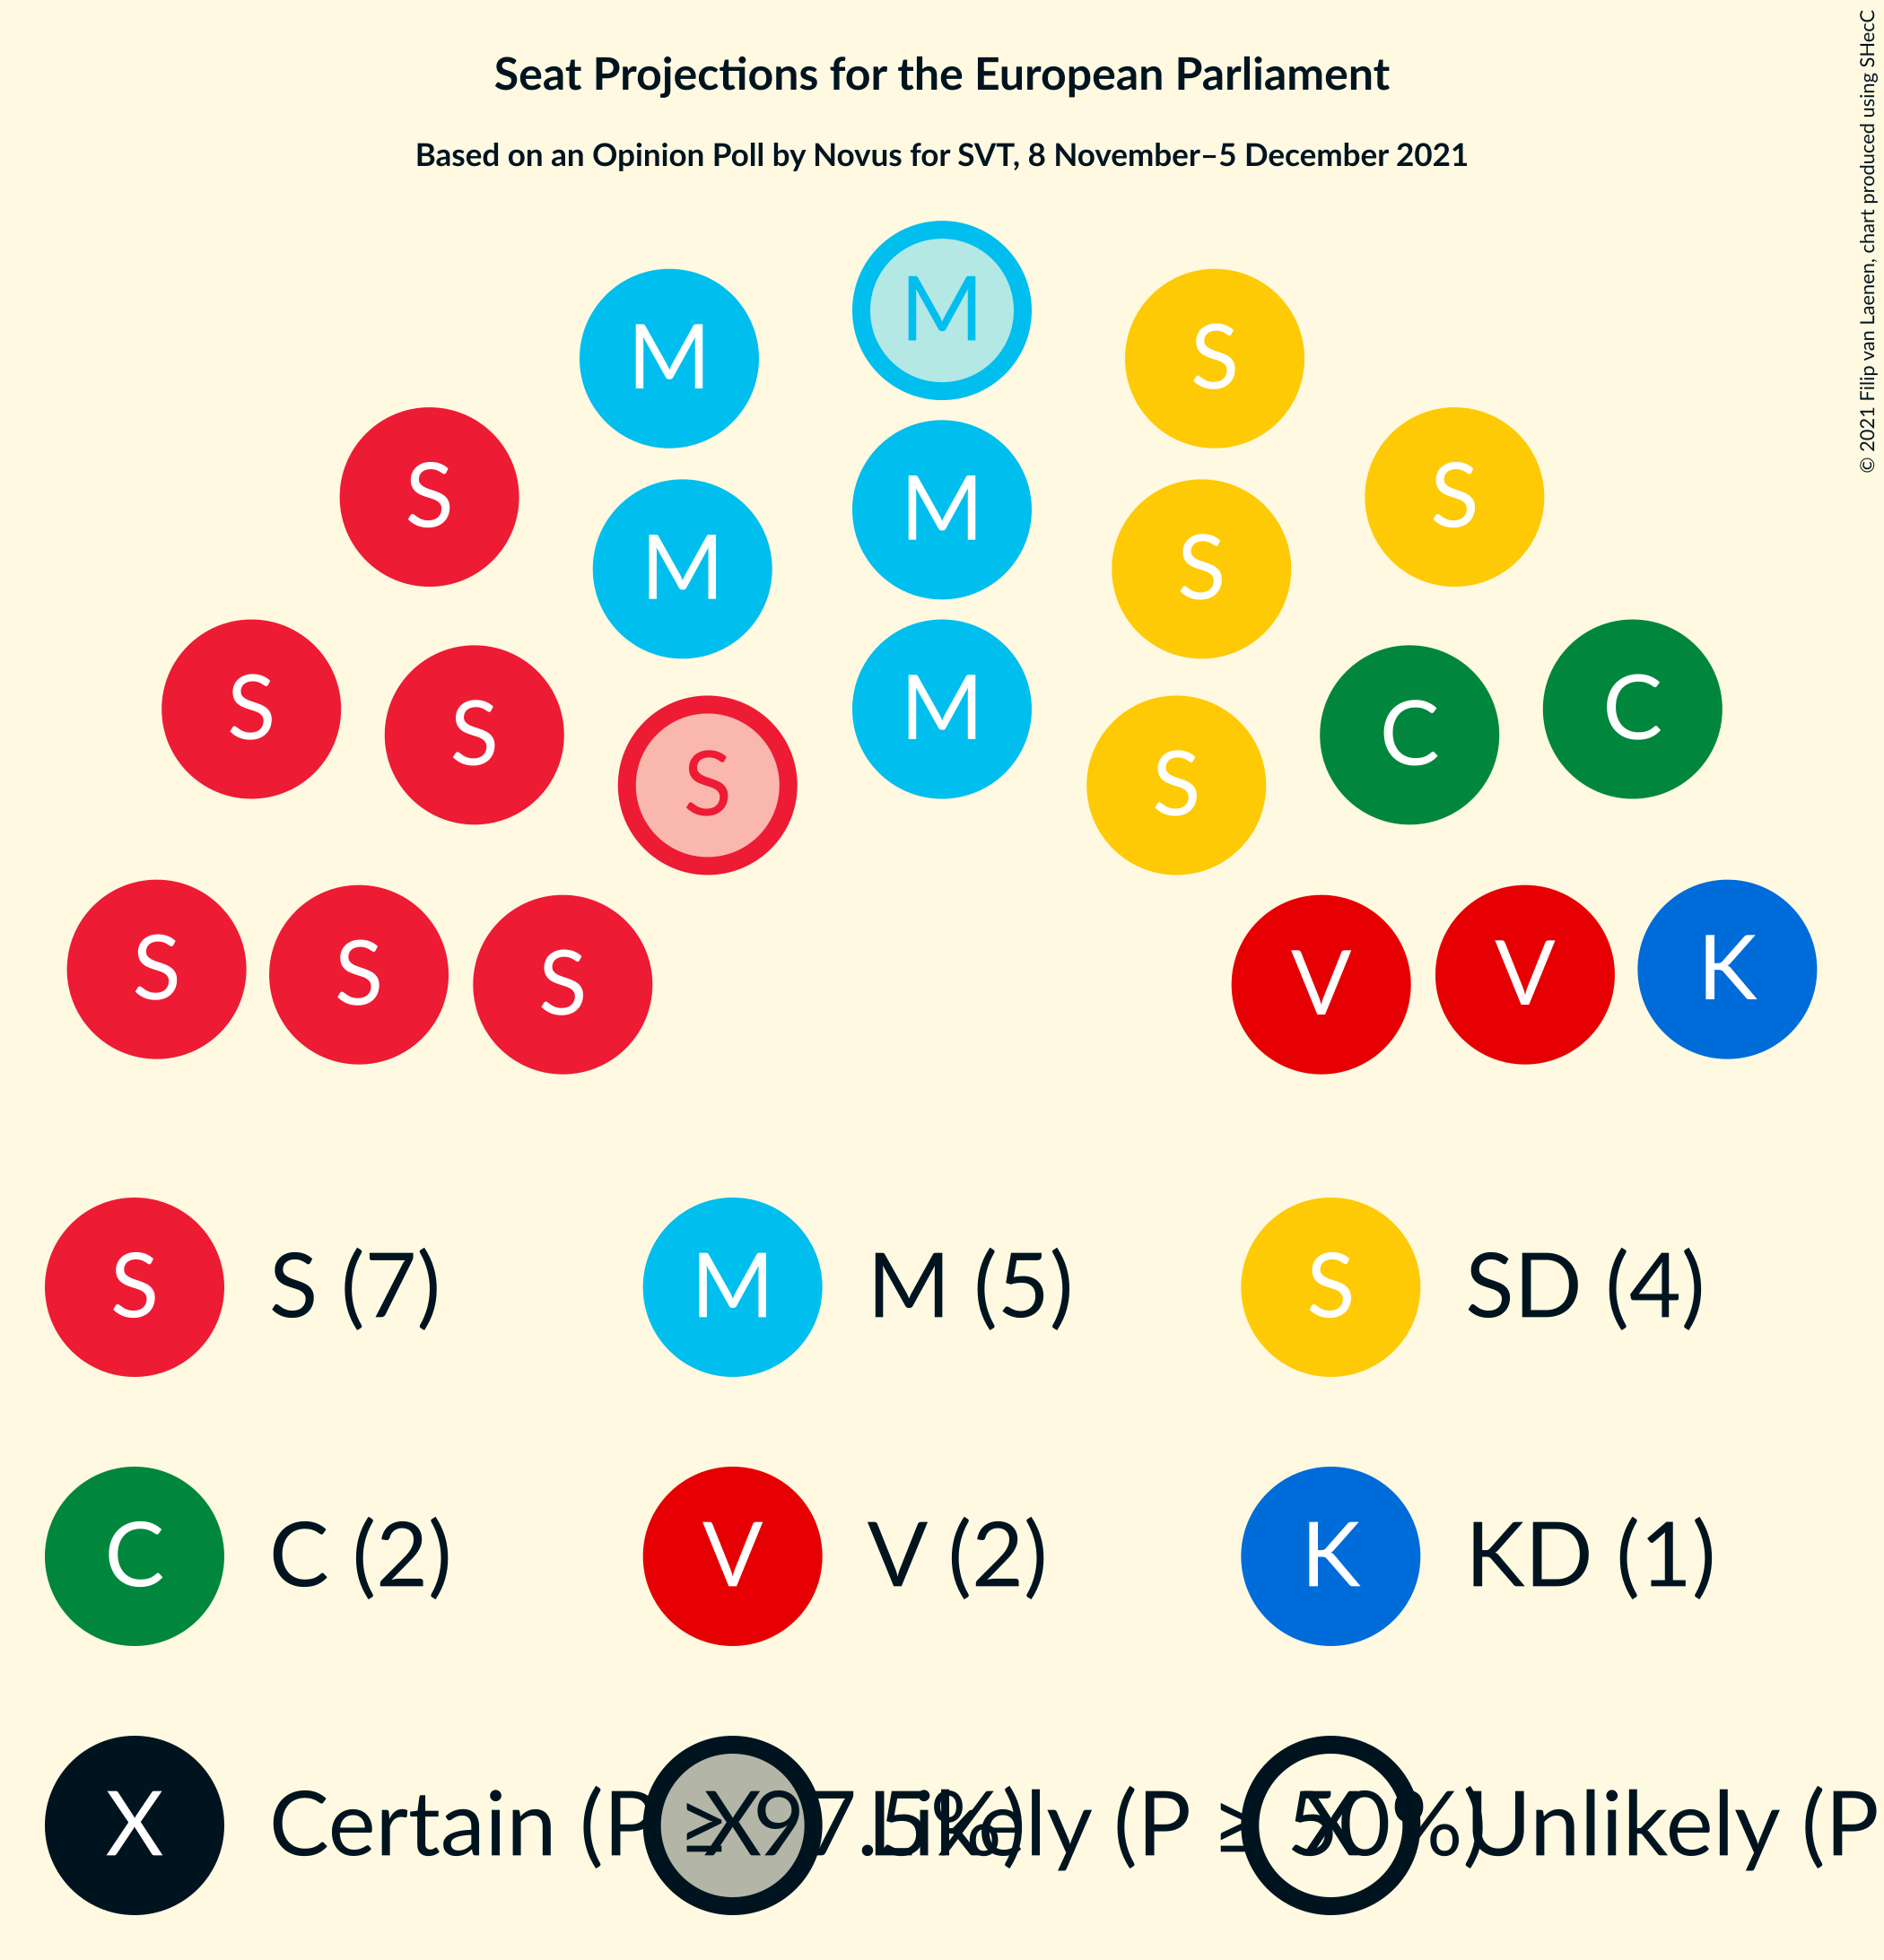 Seat Projections for the European Parliament
Based on an Opinion Poll by Novus for SVT, 8 November–5 December 2021
© 2021 Filip van Laenen, chart produced using SHecC
M
M S
S S
M M S
S S M C C
S S
S S S V V K
S S (7) M M (5) S SD (4)
C C (2) V V (2) K KD (1)
X Certain (P ≥ 97.5%) X Likely (P ≥ 50%) X Unlikely (P